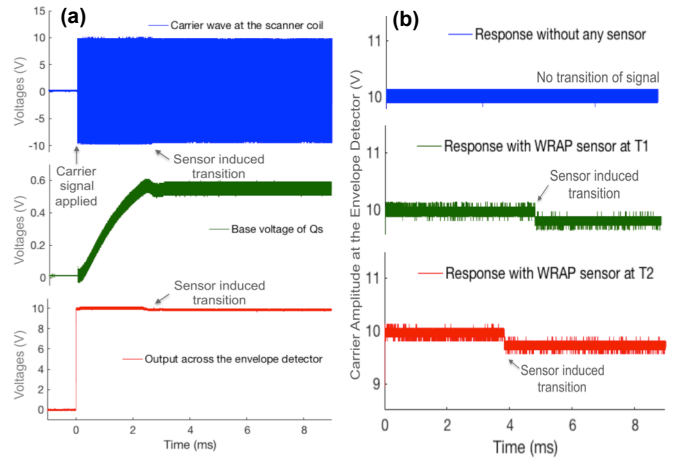 (a)
Carrier wave at the scanner coil
15
10
5
0
-5
-10
-15
Voltages (V)
Carrier
signal
applied
Sensor induced
transition
0.6
0.4
0.2
0
Voltages (V)
Base voltage of Qs
Sensor induced
transition
10
8
6
4
2
0
Voltages (V)
Output across the envelope detector
0
2
4
6
8
Time (ms)
(b)
Carrier Amplitude at the Envelope Detector (V)
11
10
Response without any sensor
No transition of signal
11
10
Response with WRAP sensor at T1
Sensor induced
transition
11
10
9
Response with WRAP sensor at T2
Sensor induced
transition
0
2
4
6
8
Time (ms)